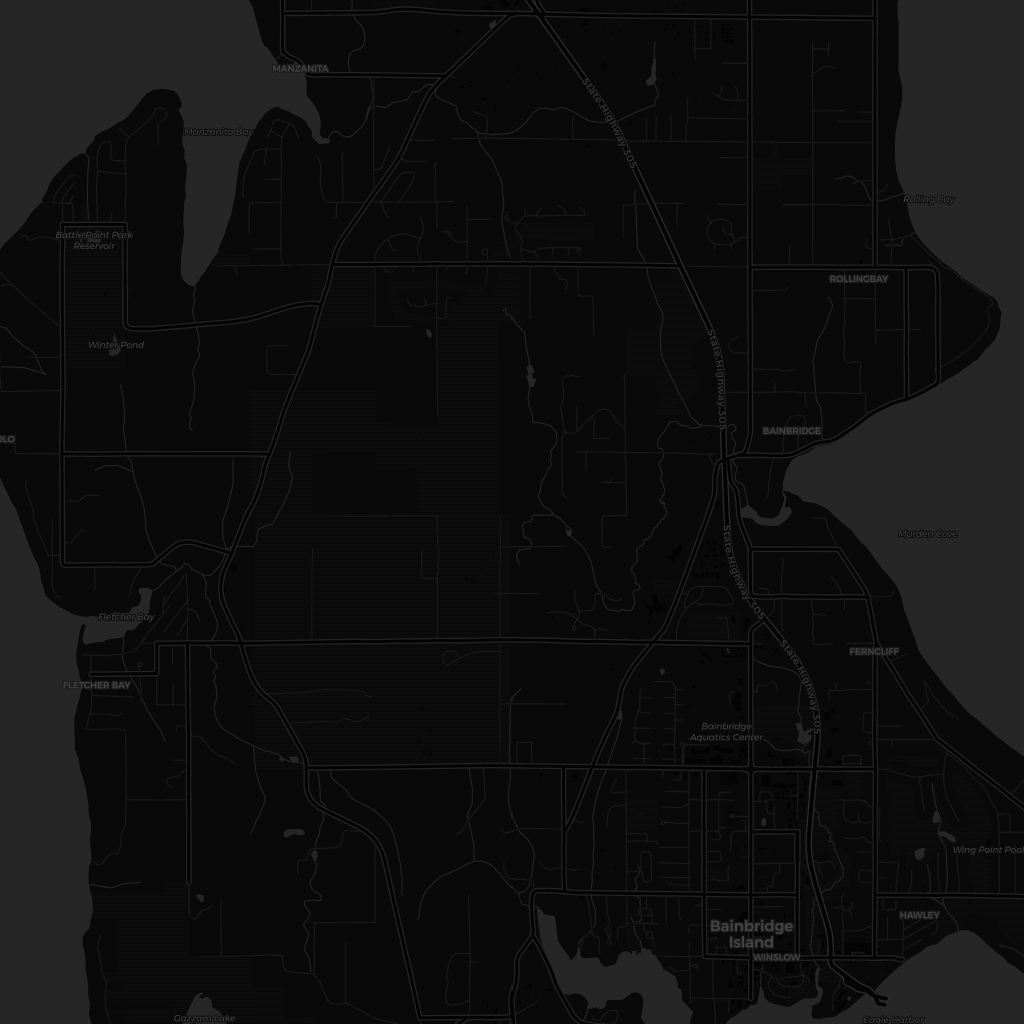 MANZANITA
State Highway 305
Manzanita Bay
Rolling Bay
Battle Point Park
Reservoir
ROLLINGBAY
Winter Pond
State Highway 305
BAINBRIDGE
OLO
Murden Cove
State Highway 305
Fletcher Bay
FERNCLIFF
State Highway 305
FLETCHER BAY
Bainbridge
Aquatics Center
Wing Point Pool
HAWLEY
Bainbridge
Island
WINSLOW
Gazzam Lake
Eagle Harbor